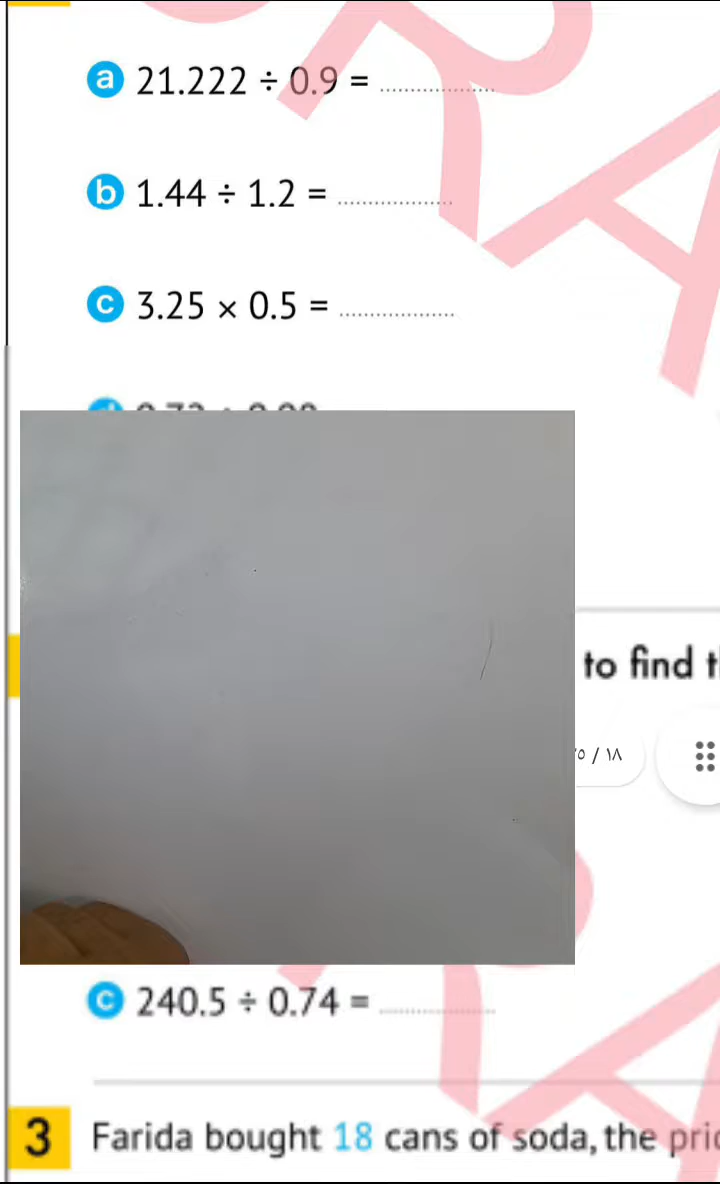 a 21.222 ÷ 0.9 = ..................
b 1.44 ÷ 1.2 = ..................
c 3.25 × 0.5 = ..................
to find
/ ١٨
c 240.5 ÷ 0.74 = ..................
3 Farida bought 18 cans of soda, the